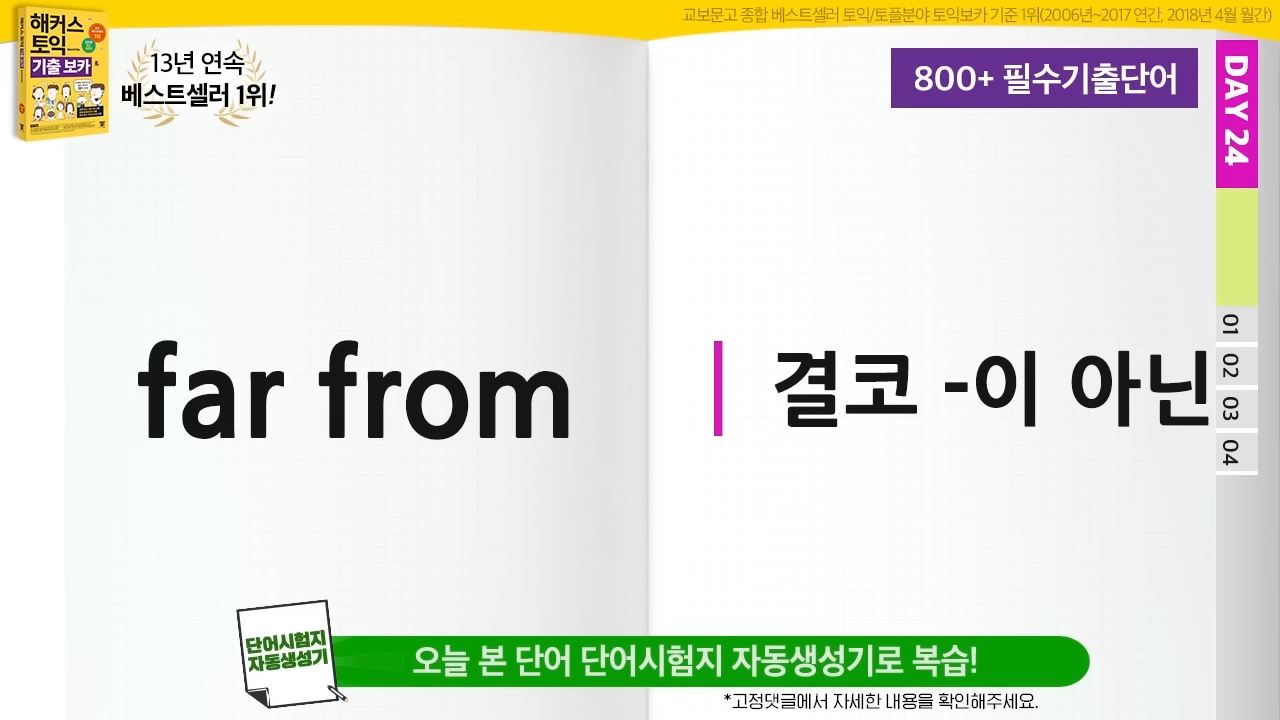 교보문고 종합 베스트셀러 토익/토플분야 토익보카 기준 1위(2006년~2017 연간, 2018년 4월 월간)
해커스
토익
기출 보카
13년 연속
베스트셀러 1위!
800+ 필수기출단어
DAY 24
01
02
03
04
far from
결코 -이 아닌
단어시험지
자동생성기
오늘 본 단어 단어시험지 자동생성기로 복습!
*고정댓글에서 자세한 내용을 확인해주세요.